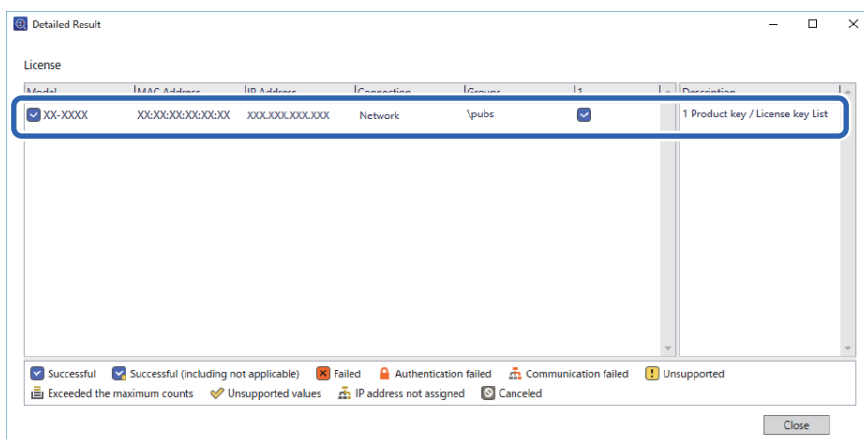 Detailed Result
License
Model MAC Address IP Address Connection Groups 1 Description
XX-XXXX XX:XX:XX:XX:XX:XX XXX.XXX.XXX.XXX Network \pubs 1 Product key / License key List
Successful Successful (including not applicable) Failed Authentication failed Communication failed Unsupported
Exceeded the maximum counts Unsupported values IP address not assigned Canceled
Close